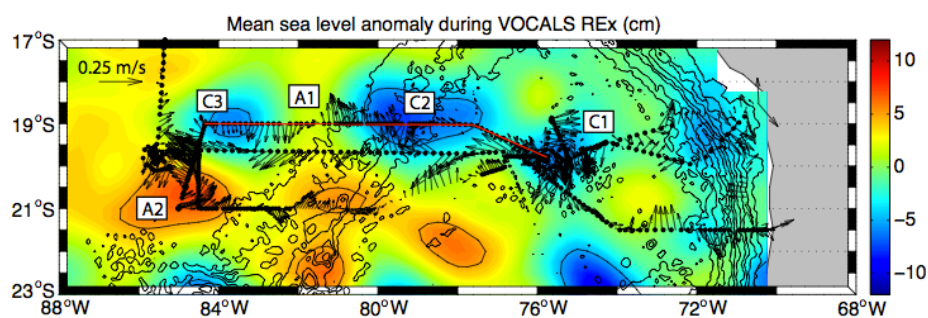 Mean sea level anomaly during VOCALS REx (cm)
17°S
0.25 m/s
19°S
21°S
23°S
C3
A1
C2
C1
A2
88°W
84°W
80°W
76°W
72°W
68°W
10
5
0
−5
−10